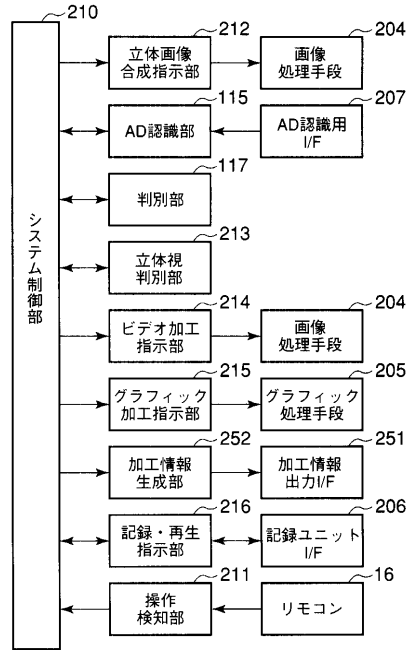 210
システム制御部
212
立体画像
合成指示部
204
画像
処理手段
115
AD認識部
207
AD認識用
I/F
117
判別部
213
立体視
判別部
214
ビデオ加工
指示部
204
画像
処理手段
215
グラフィック
加工指示部
205
グラフィック
処理手段
252
加工情報
生成部
251
加工情報
出力I/F
216
記録・再生
指示部
206
記録ユニット
I/F
211
操作
検知部
16
リモコン